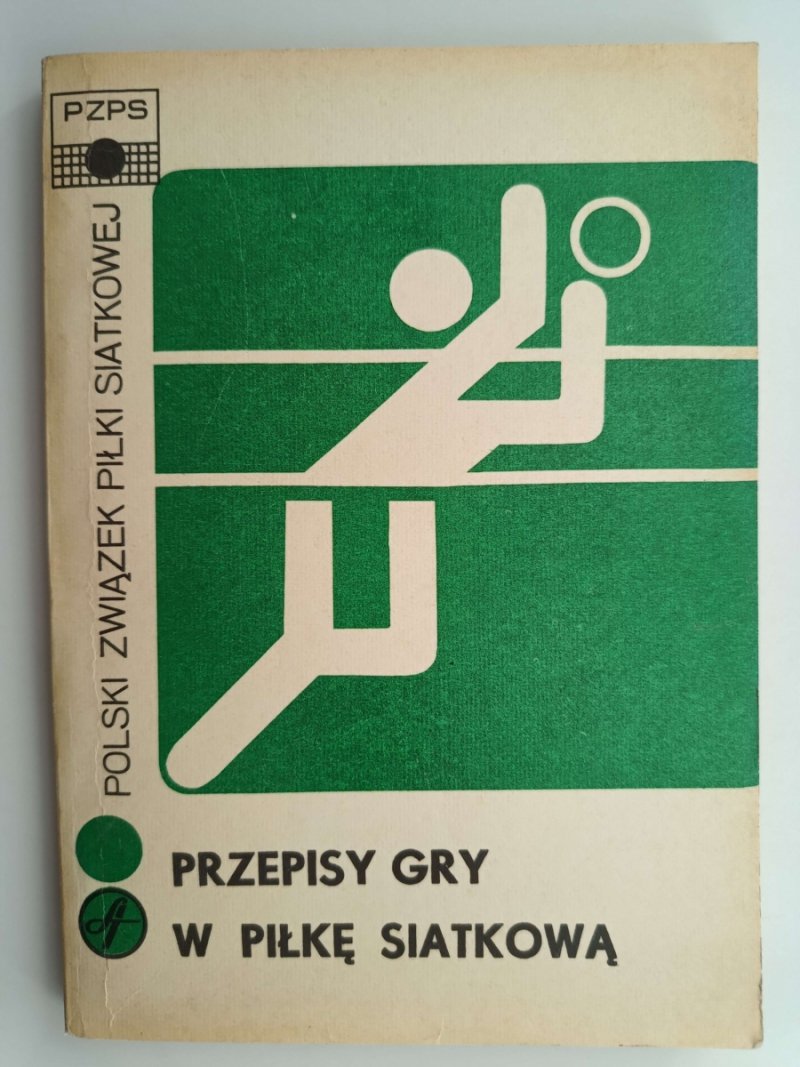 PZPS
POLSKI ZWIĄZEK PIŁKI SIATKOWEJ
PRZEPISY GRY
W PIŁKĘ SIATKOWĄ